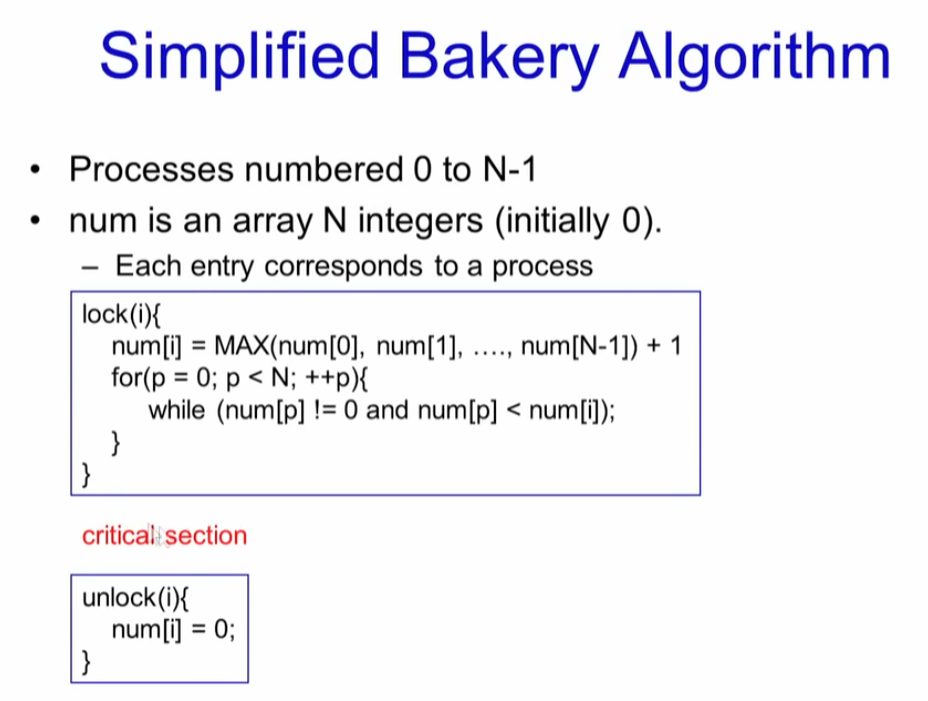 Simplified Bakery Algorithm
• Processes numbered 0 to N-1
• num is an array N integers (initially 0).
– Each entry corresponds to a process
lock(i){
num[i] = MAX(num[0], num[1], …., num[N-1]) + 1
for(p = 0; p < N; ++p){
while (num[p] != 0 and num[p] < num[i]);
}
}
critical section
unlock(i){
num[i] = 0;
}